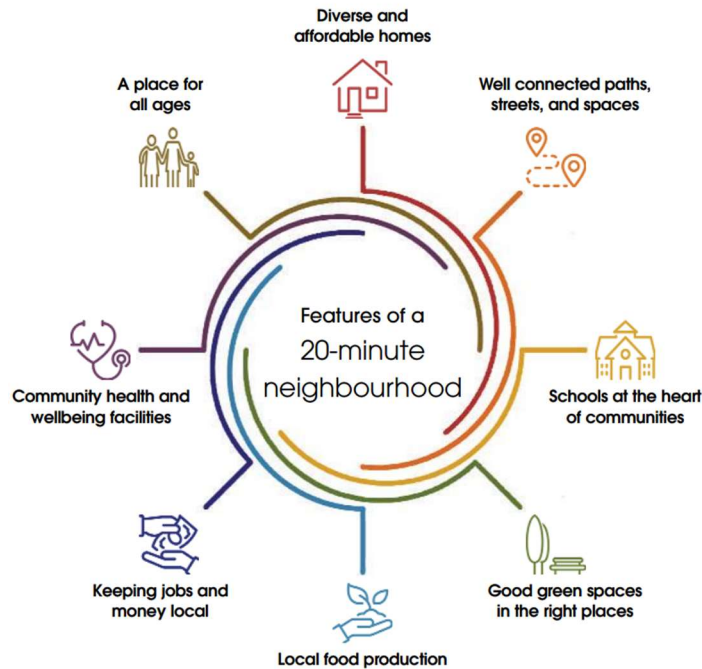 Diverse and
affordable homes
Well connected paths,
streets, and spaces
Schools at the heart
of communities
Good green spaces
in the right places
Local food production
Keeping jobs and
money local
Community health and
wellbeing facilities
A place for
all ages
Features of a
20-minute
neighbourhood